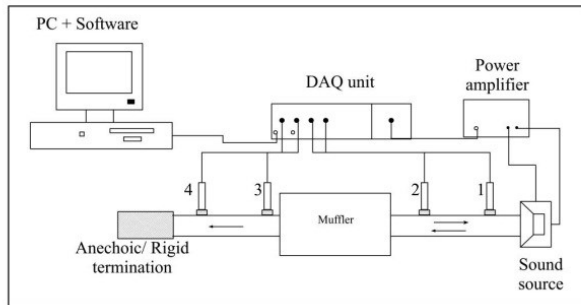 PC + Software
DAQ unit
Power
amplifier
4
3
2
1
Muffler
Anechoic/ Rigid
termination
Sound
source